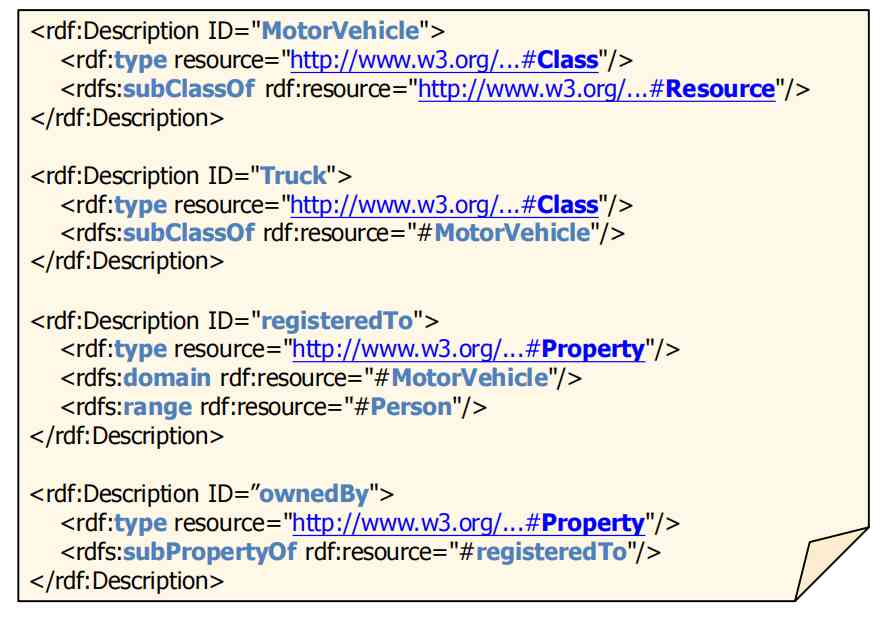 <rdf:Description ID="MotorVehicle">
<rdf:type resource="http://www.w3.org/...#Class"/>
<rdfs:subClassOf rdf:resource="http://www.w3.org/...#Resource"/>
</rdf:Description>
<rdf:Description ID="Truck">
<rdf:type resource="http://www.w3.org/...#Class"/>
<rdfs:subClassOf rdf:resource="#MotorVehicle"/>
</rdf:Description>
<rdf:Description ID="registeredTo">
<rdf:type resource="http://www.w3.org/...#Property"/>
<rdfs:domain rdf:resource="#MotorVehicle"/>
<rdfs:range rdf:resource="#Person"/>
</rdf:Description>
<rdf:Description ID=”ownedBy">
<rdf:type resource="http://www.w3.org/...#Property"/>
<rdfs:subPropertyOf rdf:resource="#registeredTo"/>
</rdf:Description>